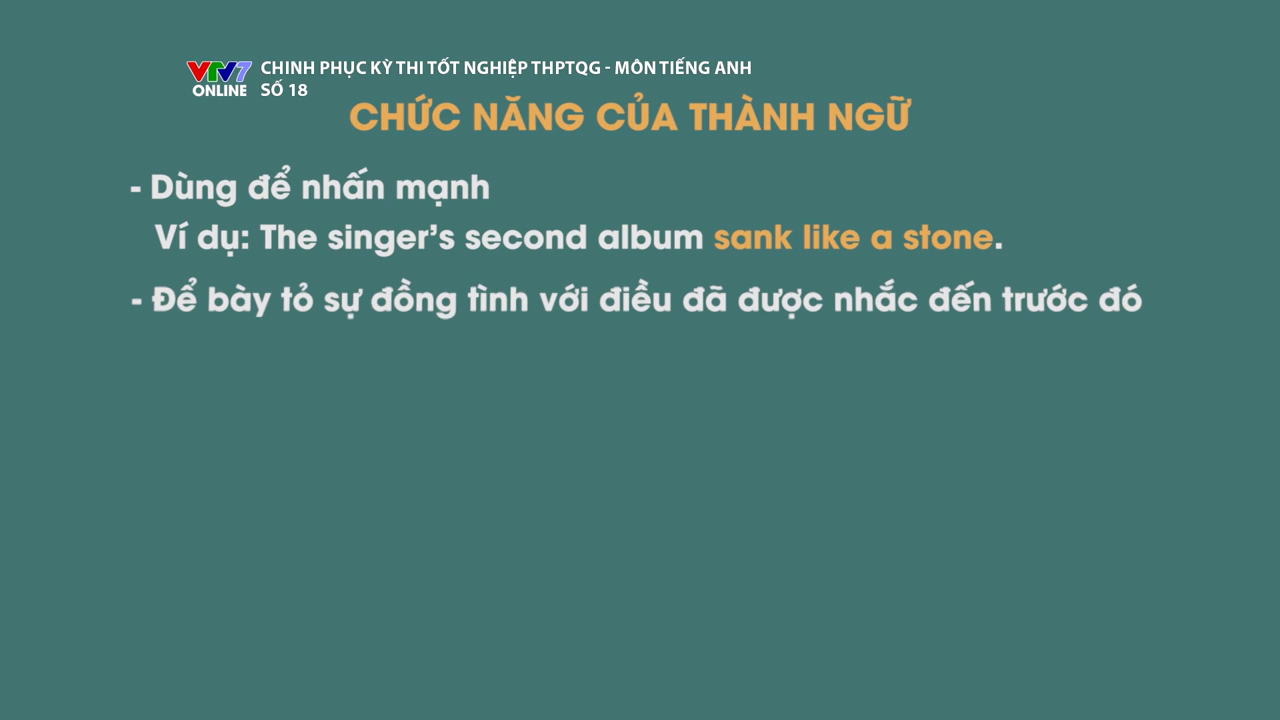 VTV7 CHINH PHỤC KỲ THI TỐT NGHIỆP THPTQG - MÔN TIẾNG ANH
ONLINE SỐ 18
CHỨC NĂNG CỦA THÀNH NGỮ
- Dùng để nhấn mạnh
Ví dụ: The singer's second album sank like a stone.
- Để bày tỏ sự đồng tình với điều đã được nhắc đến trước đó